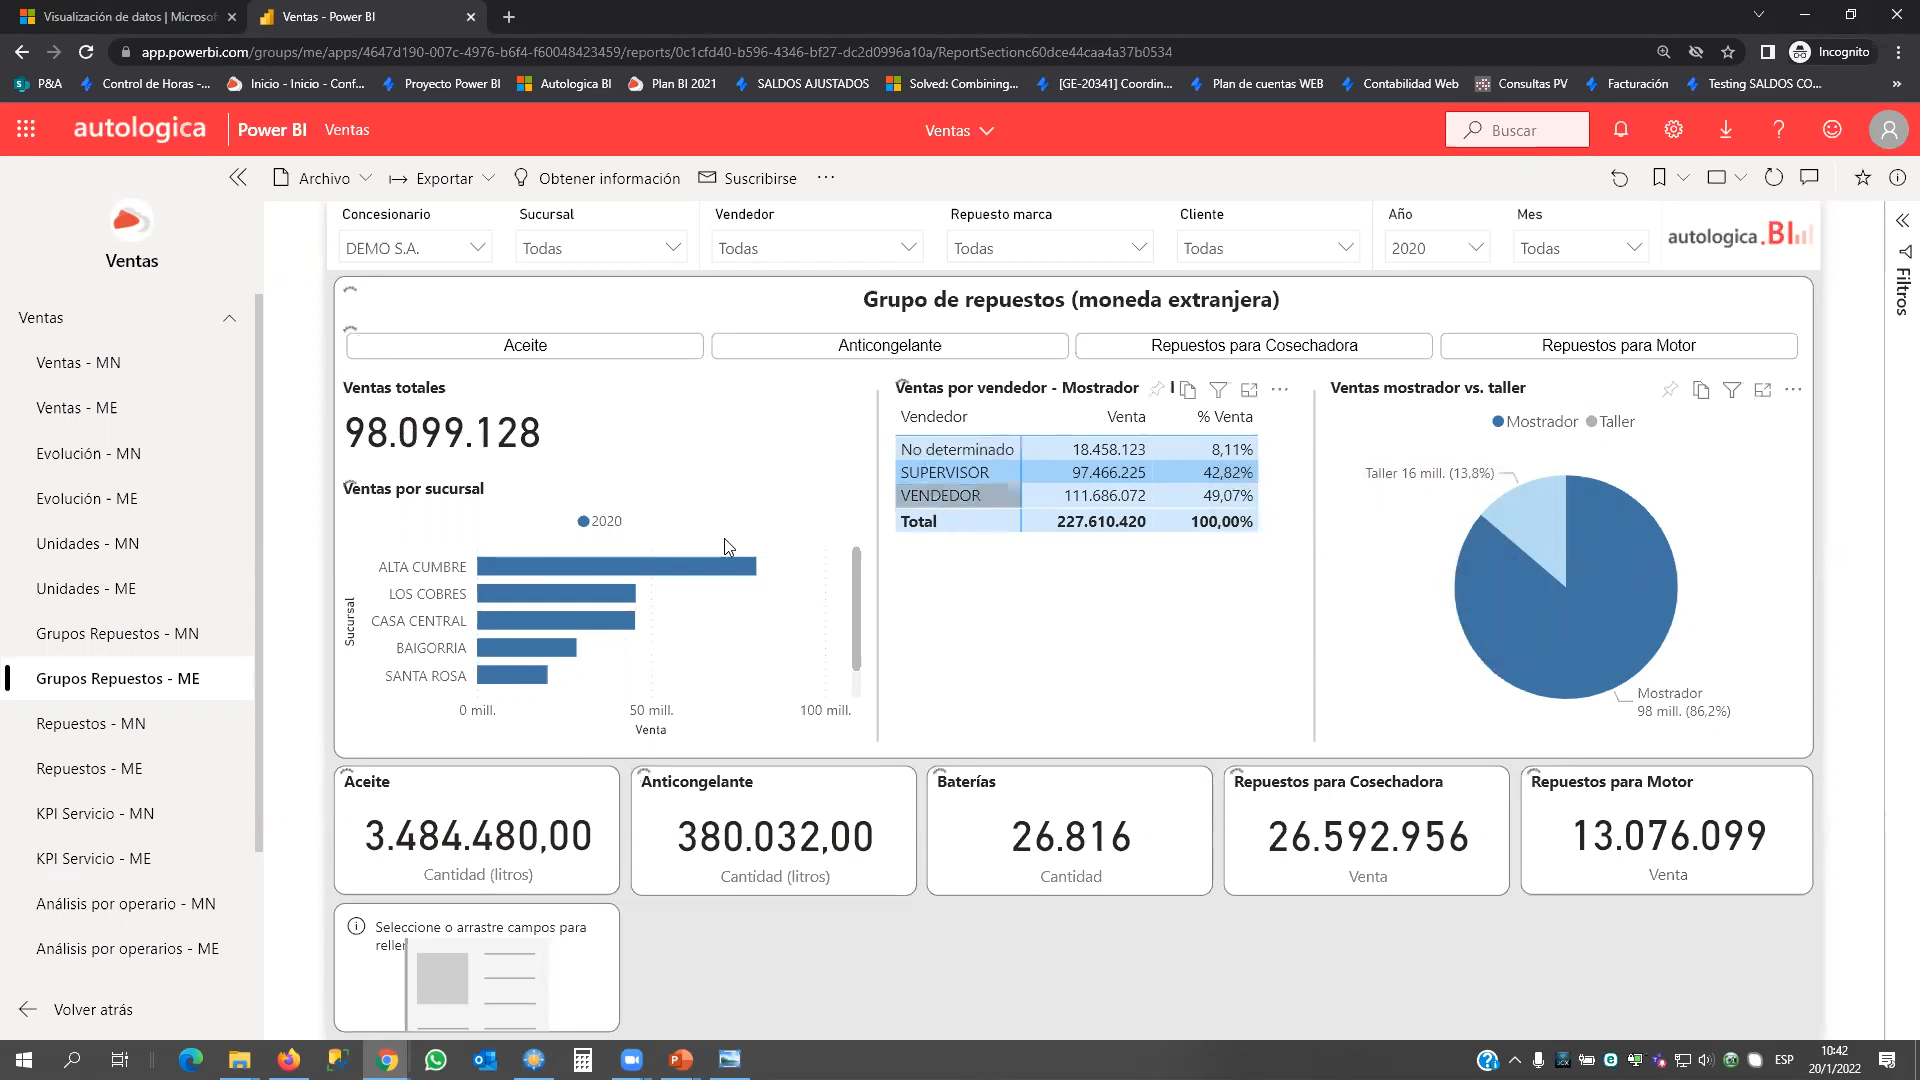 Visualización de datos | Microsof
Ventas - Power BI
app.powerbi.com/groups/me/apps/4647d190-007c-4976-b6f4-f60048423459/reports/0c1cfd40-b596-4346-bf27-dc2d0996a10a/ReportSectionc60dce44caa4a37b0534
Incognito
P&A
Control de Horas -...
Inicio - Inicio - Conf...
Proyecto Power BI
Autologica BI
Plan BI 2021
SALDOS AJUSTADOS
Solved: Combining...
[GE-20341] Coordin...
Plan de cuentas WEB
Contabilidad Web
Consultas PV
Facturación
Testing SALDOS CO...
autologica
Power BI
Ventas
Ventas
Buscar
Archivo
Exportar
Obtener información
Suscribirse
Ventas
Ventas
Ventas - MN
Ventas - ME
Evolución - MN
Evolución - ME
Unidades - MN
Unidades - ME
Grupos Repuestos - MN
Grupos Repuestos - ME
Repuestos - MN
Repuestos - ME
KPI Servicio - MN
KPI Servicio - ME
Análisis por operario - MN
Análisis por operarios - ME
Volver atrás
Concesionario
DEMO S.A.
Sucursal
Todas
Vendedor
Todas
Repuesto marca
Todas
Cliente
Todas
Año
2020
Mes
Todas
autologica.BI
Filtros
Grupo de repuestos (moneda extranjera)
Aceite
Anticongelante
Repuestos para Cosechadora
Repuestos para Motor
Ventas totales
98.099.128
Ventas por sucursal
2020
Sucursal
ALTA CUMBRE
LOS COBRES
CASA CENTRAL
BAIGORRIA
SANTA ROSA
0 mill.
50 mill.
100 mill.
Venta
Ventas por vendedor - Mostrador
Vendedor Venta % Venta
No determinado 18.458.123 8,11%
SUPERVISOR 97.466.225 42,82%
VENDEDOR 111.686.072 49,07%
Total 227.610.420 100,00%
Ventas mostrador vs. taller
Mostrador Taller
Taller 16 mill. (13,8%)
Mostrador
98 mill. (86,2%)
Aceite
3.484.480,00
Cantidad (litros)
Anticongelante
380.032,00
Cantidad (litros)
Baterías
26.816
Cantidad
Repuestos para Cosechadora
26.592.956
Venta
Repuestos para Motor
13.076.099
Venta
Seleccione o arrastre campos para
ESP
10:42
20/1/2022